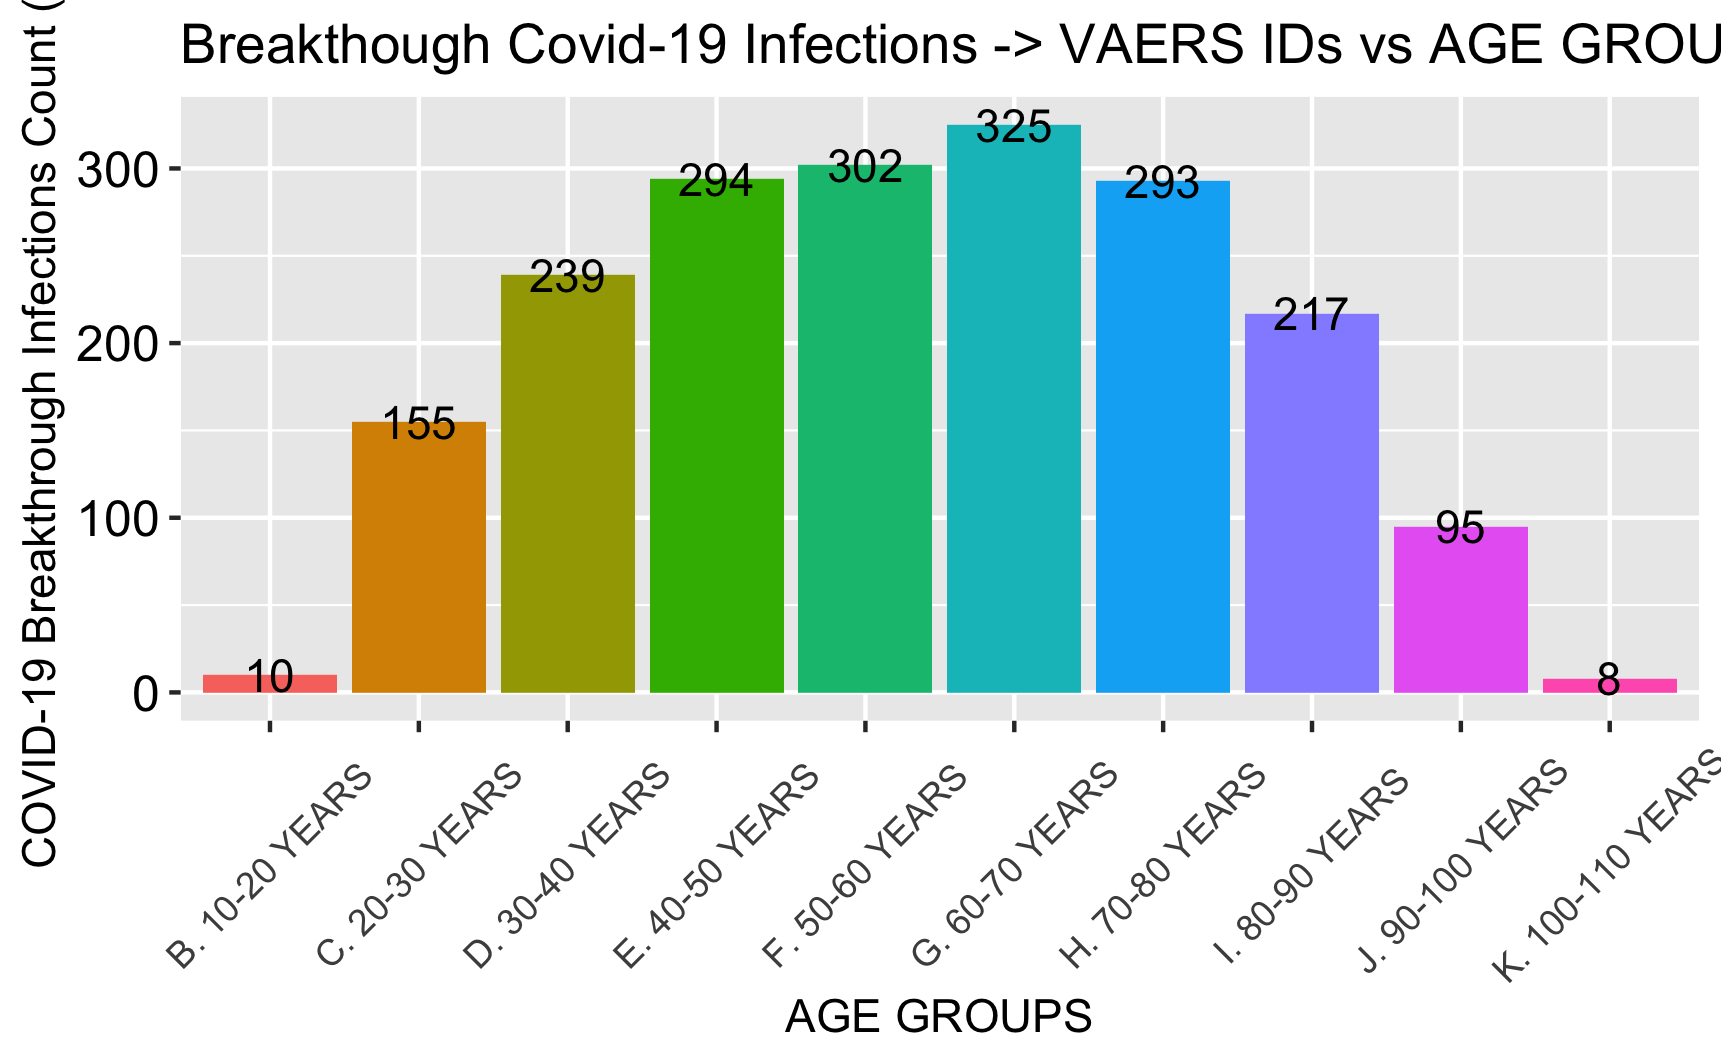 Breakthough Covid-19 Infections -> VAERS IDs vs AGE GROU
COVID-19 Breakthrough Infections Count (
300
200
100
0
10
155
239
294
302
325
293
217
95
8
B. 10-20 YEARS
C. 20-30 YEARS
D. 30-40 YEARS
E. 40-50 YEARS
F. 50-60 YEARS
G. 60-70 YEARS
H. 70-80 YEARS
I. 80-90 YEARS
J. 90-100 YEARS
K. 100-110 YEARS
AGE GROUPS